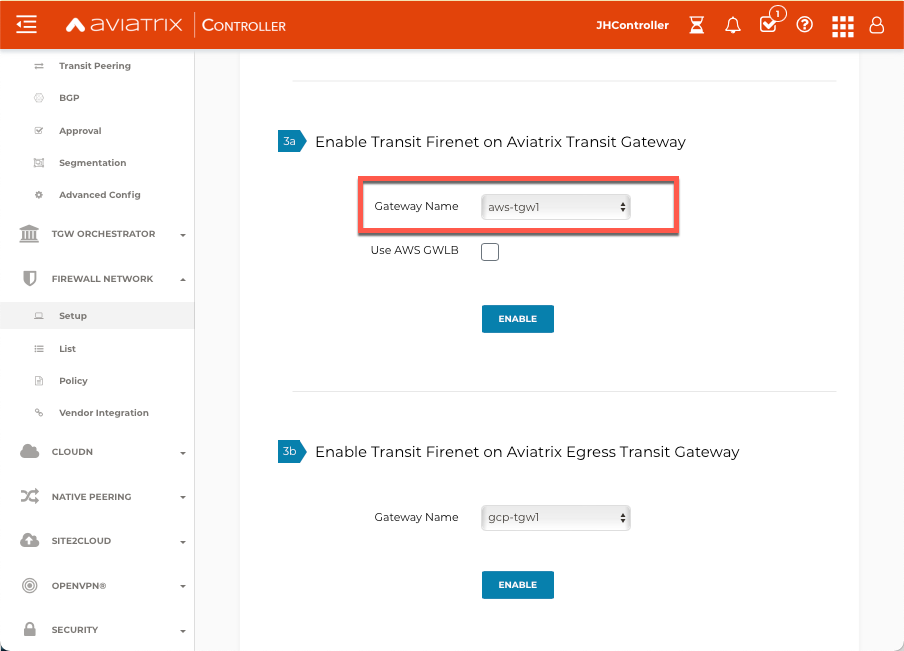 aviatrix CONTROLLER
JHController
1
Transit Peering
BGP
Approval
Segmentation
Advanced Config
TGW ORCHESTRATOR
FIREWALL NETWORK
Setup
List
Policy
Vendor Integration
CLOUDN
NATIVE PEERING
SITE2CLOUD
OPENVPN®
SECURITY
3a Enable Transit Firenet on Aviatrix Transit Gateway
Gateway Name aws-tgw1
Use AWS GWLB
ENABLE
3b Enable Transit Firenet on Aviatrix Egress Transit Gateway
Gateway Name gcp-tgw1
ENABLE